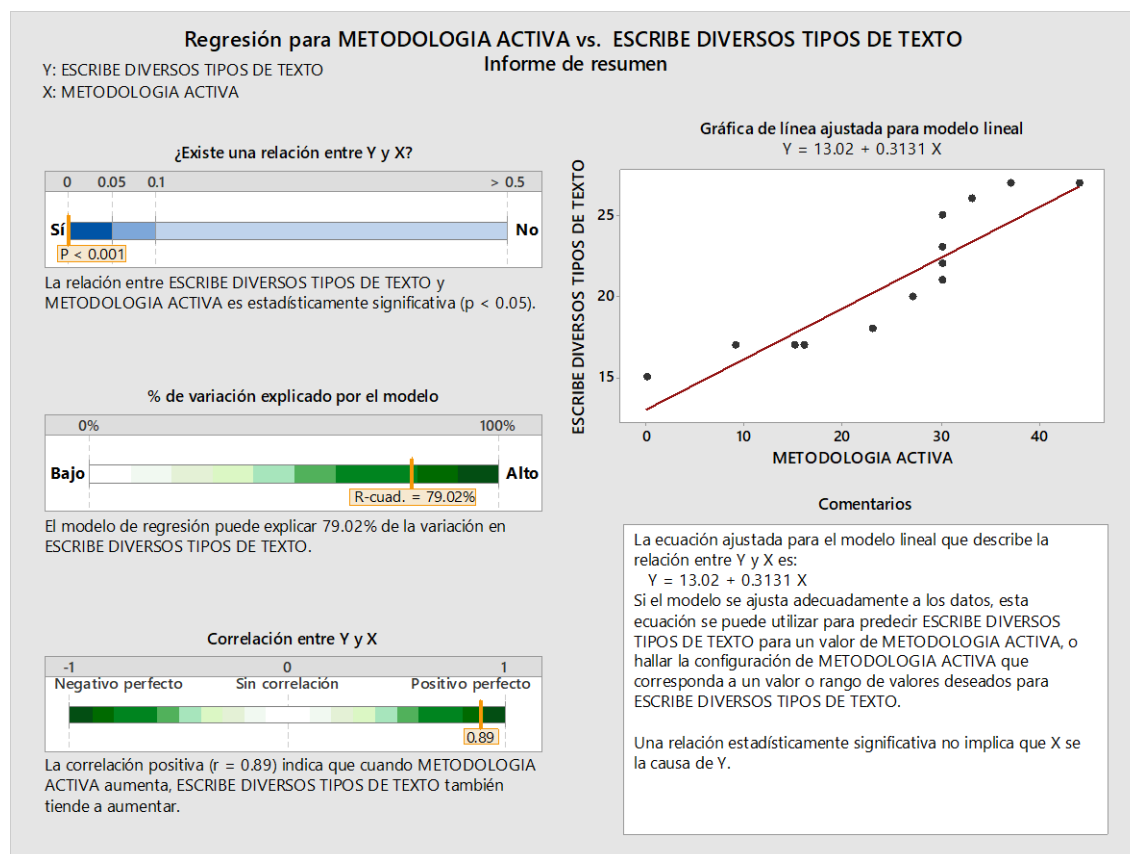 Regresión para METODOLOGIA ACTIVA vs. ESCRIBE DIVERSOS TIPOS DE TEXTO
Informe de resumen
Y: ESCRIBE DIVERSOS TIPOS DE TEXTO
X: METODOLOGIA ACTIVA
¿Existe una relación entre Y y X?
0 0.05 0.1 > 0.5
Sí No
P < 0.001
La relación entre ESCRIBE DIVERSOS TIPOS DE TEXTO y
METODOLOGIA ACTIVA es estadísticamente significativa (p < 0.05).
% de variación explicado por el modelo
0% 100%
Bajo Alto
R-cuad. = 79.02%
El modelo de regresión puede explicar 79.02% de la variación en
ESCRIBE DIVERSOS TIPOS DE TEXTO.
Correlación entre Y y X
-1 0 1
Negativo perfecto Sin correlación Positivo perfecto
0.89
La correlación positiva (r = 0.89) indica que cuando METODOLOGIA
ACTIVA aumenta, ESCRIBE DIVERSOS TIPOS DE TEXTO también
tiende a aumentar.
Gráfica de línea ajustada para modelo lineal
Y = 13.02 + 0.3131 X
ESCRIBE DIVERSOS TIPOS DE TEXTO
25
20
15
0 10 20 30 40
METODOLOGIA ACTIVA
Comentarios
La ecuación ajustada para el modelo lineal que describe la
relación entre Y y X es:
Y = 13.02 + 0.3131 X
Si el modelo se ajusta adecuadamente a los datos, esta
ecuación se puede utilizar para predecir ESCRIBE DIVERSOS
TIPOS DE TEXTO para un valor de METODOLOGIA ACTIVA, o
hallar la configuración de METODOLOGIA ACTIVA que
corresponda a un valor o rango de valores deseados para
ESCRIBE DIVERSOS TIPOS DE TEXTO.
Una relación estadísticamente significativa no implica que X se
la causa de Y.